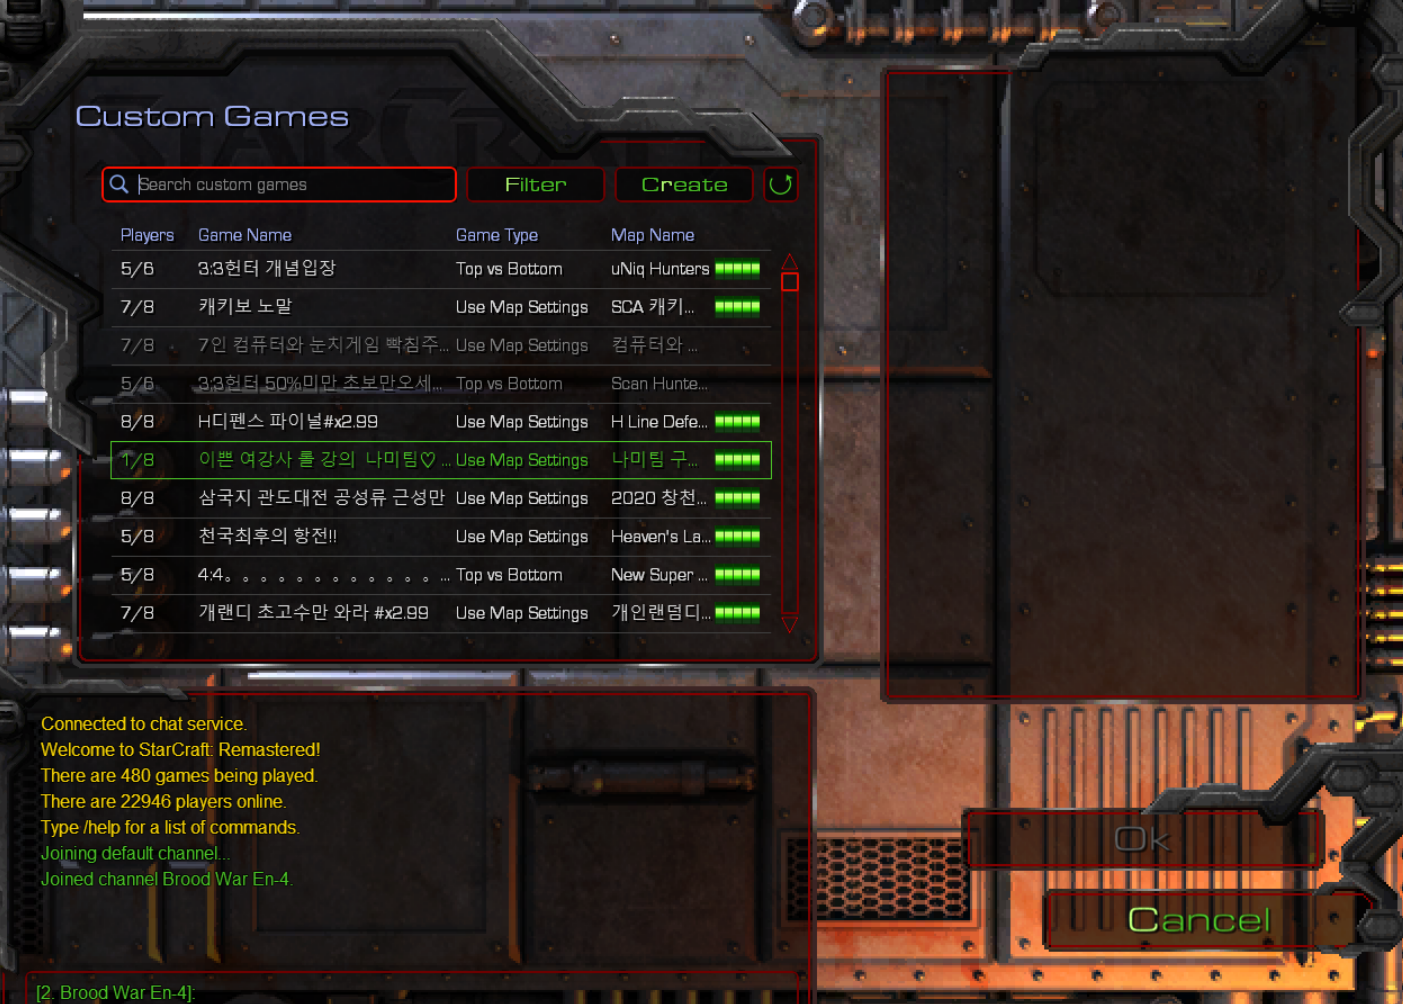 Custom Games
Search custom games Filter Create
Players Game Name Game Type Map Name
5/6 3:3헌터 개념입장 Top vs Bottom uNiq Hunters
7/8 캐키보 노말 Use Map Settings SCA 캐키...
7/8 7인 컴퓨터와 눈치게임 빡침주... Use Map Settings 컴퓨터와 ...
5/6 3:3헌터 50%미만 초보만오세... Top vs Bottom Scan Hunte...
8/8 H디펜스 파이널#x2.99 Use Map Settings H Line Defe...
1/8 이쁜 여강사 롤 강의 나미팀♡ ... Use Map Settings 나미팀 구...
8/8 삼국지 관도대전 공성류 근성만 Use Map Settings 2020 창천...
5/8 천국최후의 항전!! Use Map Settings Heaven's La...
5/8 4:4。。。。。。。。。。。。。... Top vs Bottom New Super ...
7/8 개랜디 초고수만 와라 #x2.99 Use Map Settings 개인랜덤디...
Connected to chat service.
Welcome to StarCraft: Remastered!
There are 480 games being played.
There are 22946 players online.
Type /help for a list of commands.
Joining default channel...
Joined channel Brood War En-4.
Ok
Cancel
[2. Brood War En-4]: